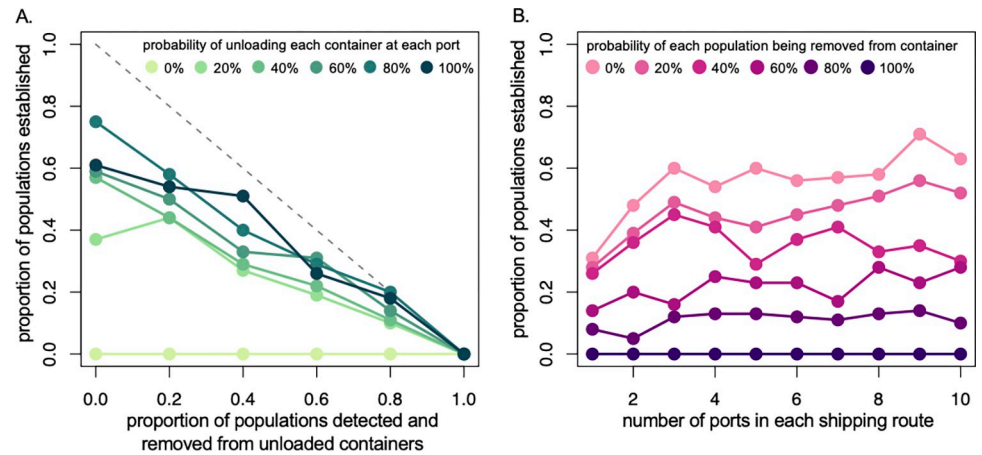 A.
probability of unloading each container at each port
0% 20% 40% 60% 80% 100%
proportion of populations established
1.0
0.8
0.6
0.4
0.2
0.0
0.0 0.2 0.4 0.6 0.8 1.0
proportion of populations detected and
removed from unloaded containers
B.
probability of each population being removed from container
0% 20% 40% 60% 80% 100%
proportion of populations established
1.0
0.8
0.6
0.4
0.2
0.0
2 4 6 8 10
number of ports in each shipping route